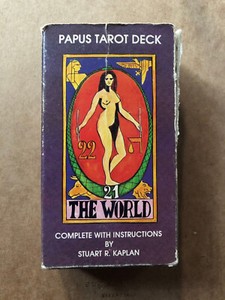 PAPUS TAROT DECK
22 ת
21
THE WORLD
COMPLETE WITH INSTRUCTIONS
BY
STUART R. KAPLAN